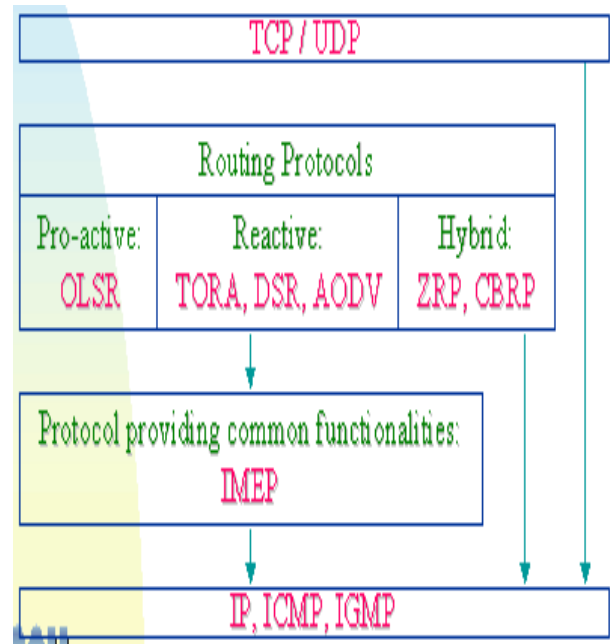 TCP / UDP
Routing Protocols
Pro-active:
OLSR
Reactive:
TORA, DSR, AODV
Hybrid:
ZRP, CBRP
Protocol providing common functionalities:
IMEP
IP, ICMP, IGMP